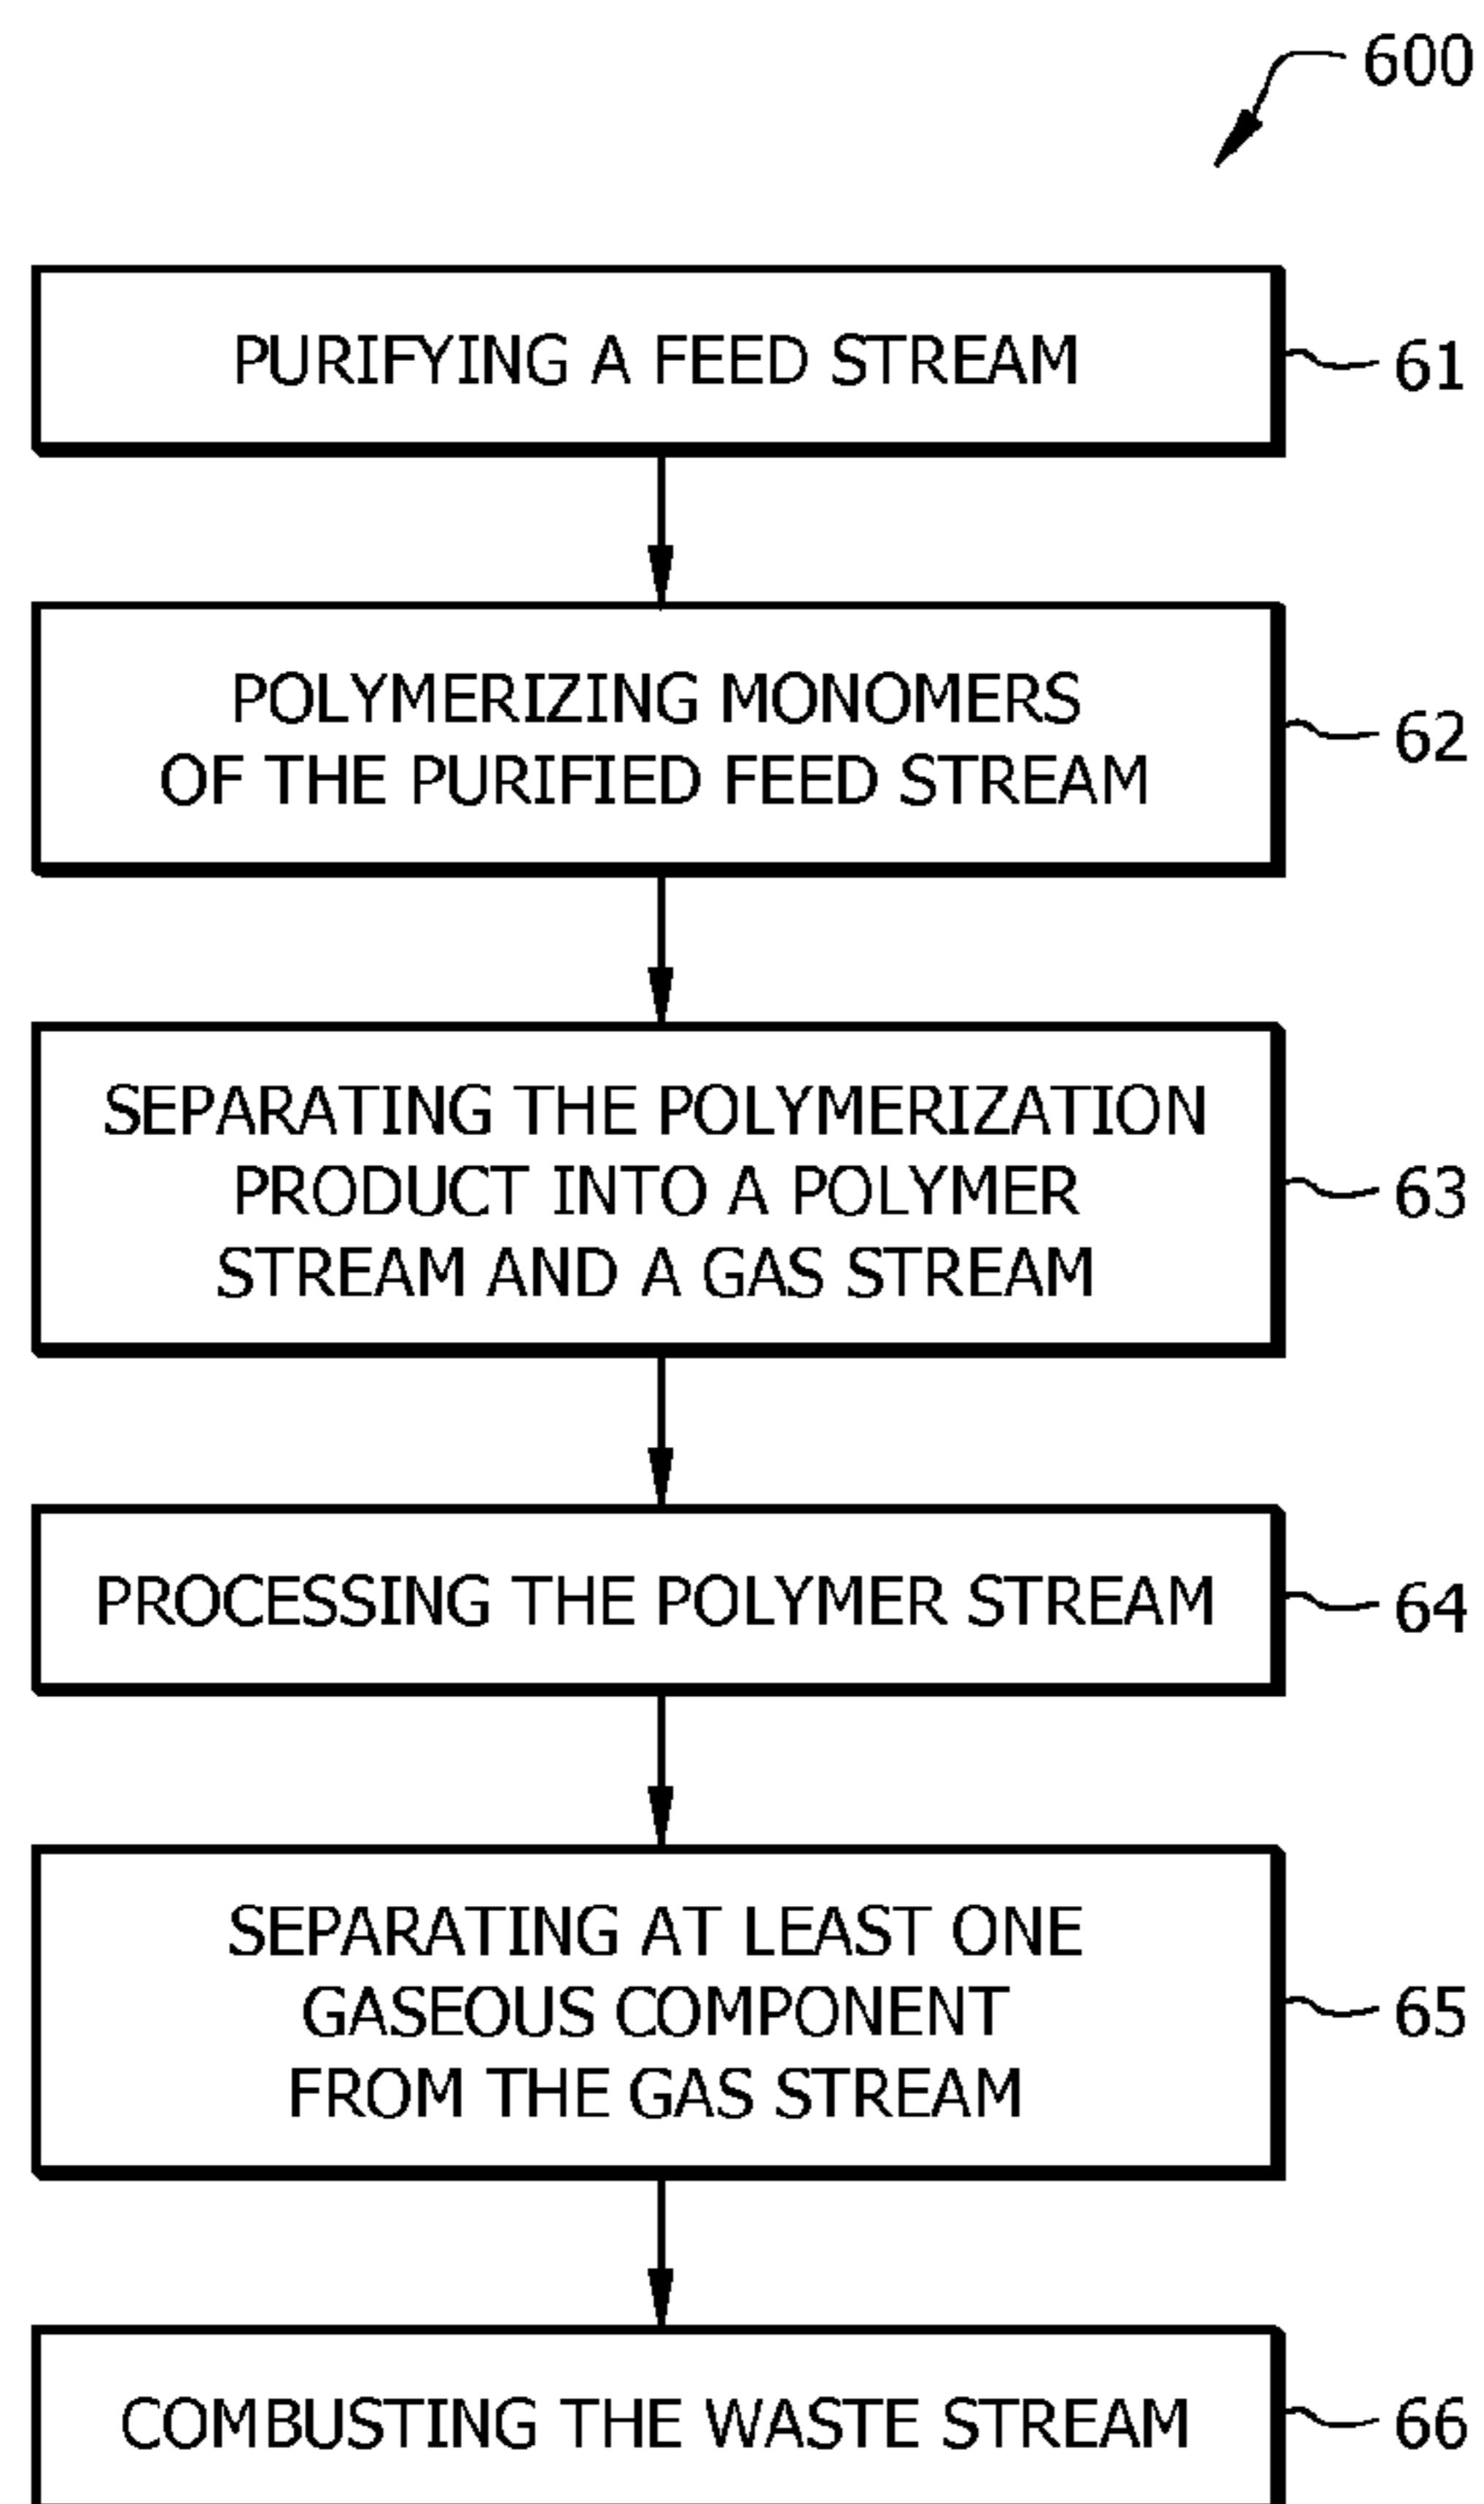 600
PURIFYING A FEED STREAM
61
POLYMERIZING MONOMERS
OF THE PURIFIED FEED STREAM
62
SEPARATING THE POLYMERIZATION
PRODUCT INTO A POLYMER
STREAM AND A GAS STREAM
63
PROCESSING THE POLYMER STREAM
64
SEPARATING AT LEAST ONE
GASEOUS COMPONENT
FROM THE GAS STREAM
65
COMBUSTING THE WASTE STREAM
66